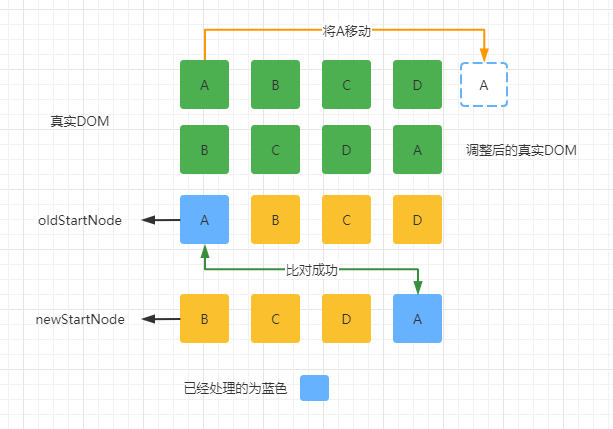 将A移动
A B C D A
真实DOM
B C D A
调整后的真实DOM
oldStartNode
A B C D
比对成功
newStartNode
B C D A
已经处理的为蓝色